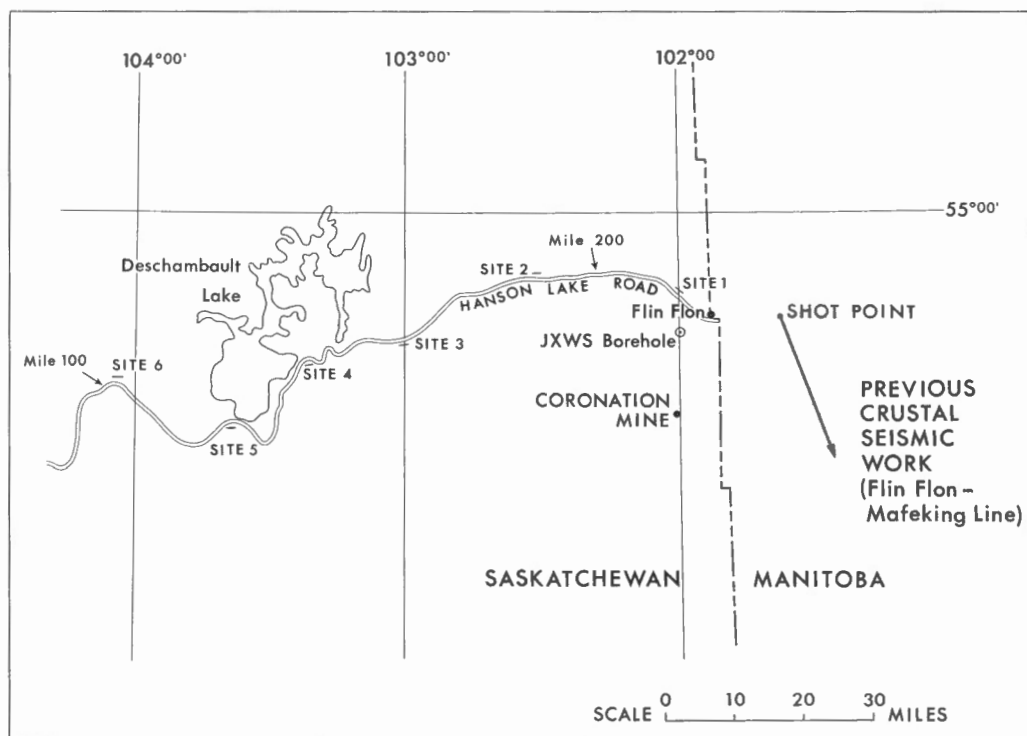 104°00'
103°00'
102°00'
55°00'
Deschambault
Lake
Mile 200
SITE 2
HANSON LAKE ROAD
SITE 1
Flin Flon
SHOT POINT
JXWS Borehole
SITE 3
SITE 4
Mile 100
SITE 6
SITE 5
CORONATION
MINE
PREVIOUS
CRUSTAL
SEISMIC
WORK
(Flin Flon –
Mafeking Line)
SASKATCHEWAN
MANITOBA
SCALE 0 10 20 30 MILES